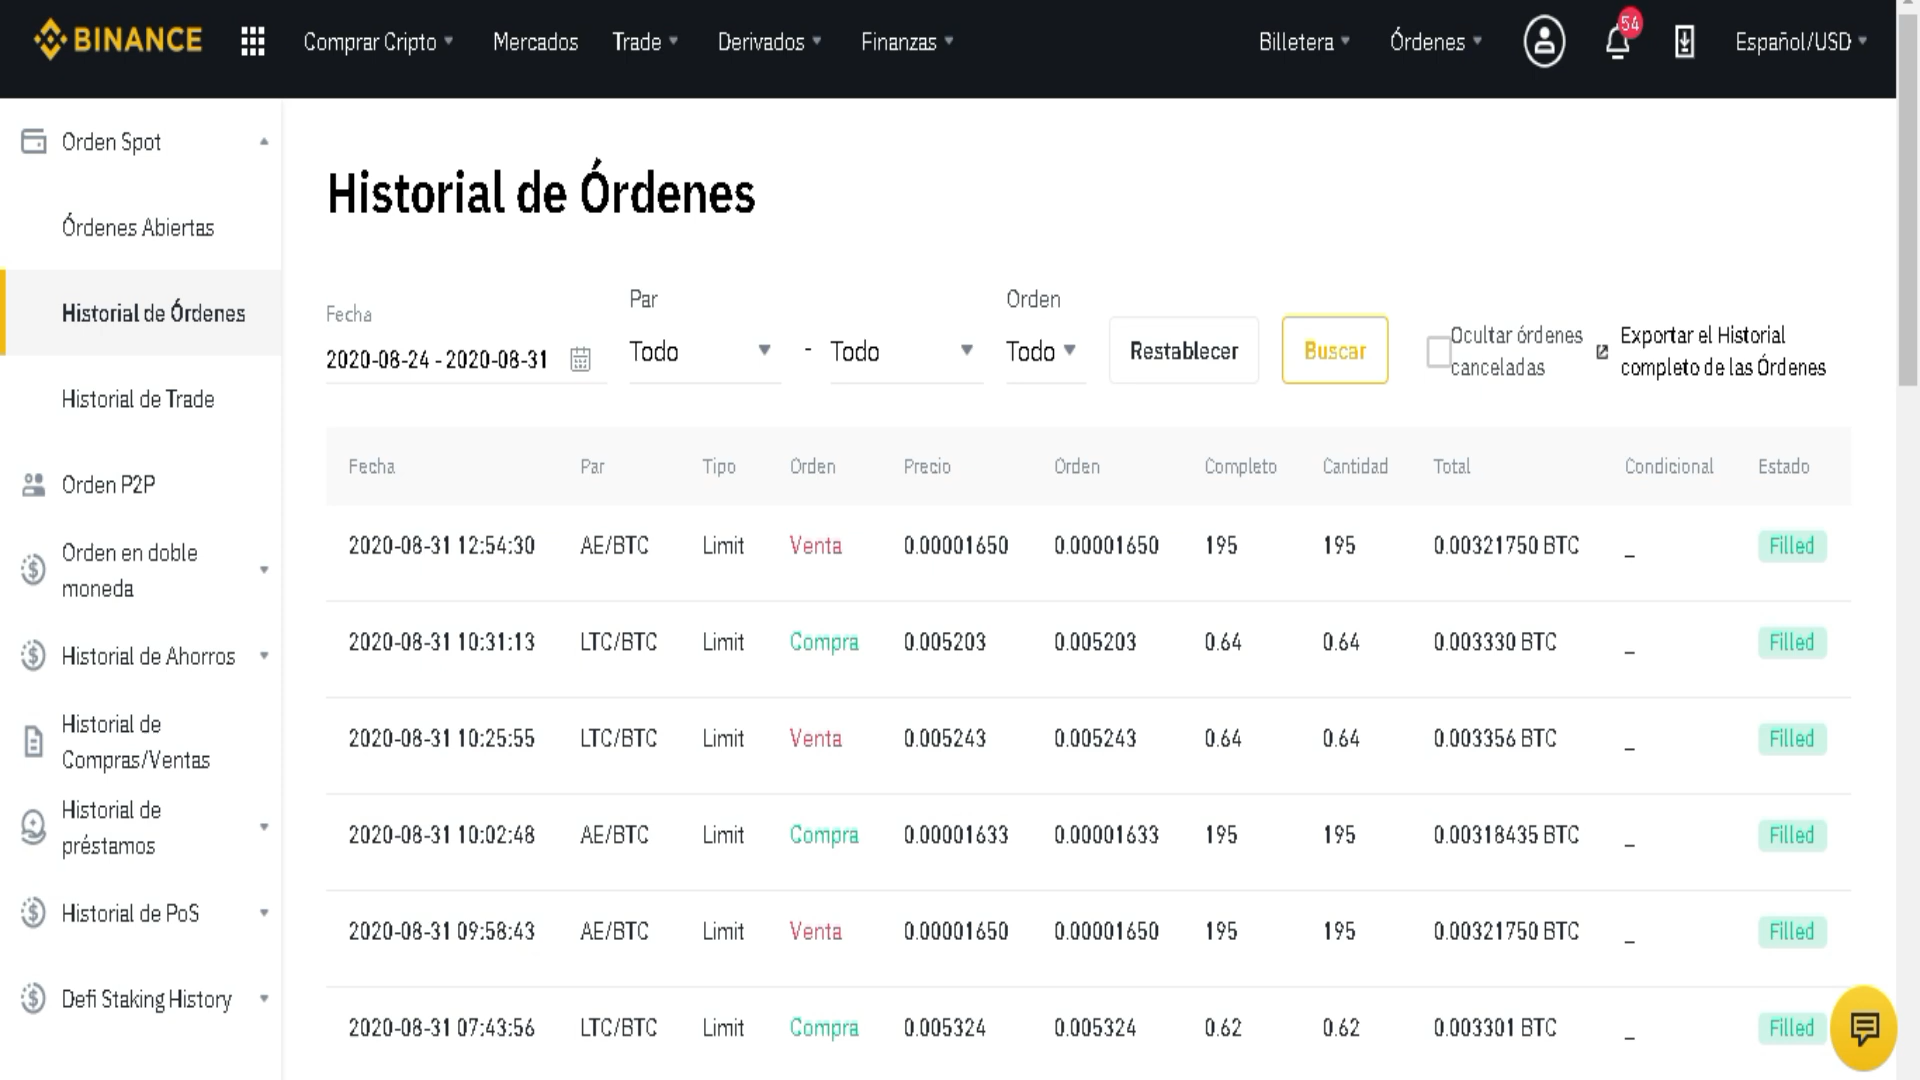 BINANCE Comprar Cripto Mercados Trade Derivados Finanzas Billetera Órdenes 54 Español/USD
Orden Spot
Órdenes Abiertas
Historial de Órdenes
Historial de Trade
Orden P2P
Orden en doble
moneda
Historial de Ahorros
Historial de
Compras/Ventas
Historial de
préstamos
Historial de PoS
Defi Staking History
Historial de Órdenes
Fecha
2020-08-24 - 2020-08-31
Par
Todo - Todo
Orden
Todo
Restablecer
Buscar
Ocultar órdenes
canceladas
Exportar el Historial
completo de las Órdenes
Fecha Par Tipo Orden Precio Orden Completo Cantidad Total Condicional Estado
2020-08-31 12:54:30 AE/BTC Limit Venta 0.00001650 0.00001650 195 195 0.00321750 BTC _ Filled
2020-08-31 10:31:13 LTC/BTC Limit Compra 0.005203 0.005203 0.64 0.64 0.003330 BTC _ Filled
2020-08-31 10:25:55 LTC/BTC Limit Venta 0.005243 0.005243 0.64 0.64 0.003356 BTC _ Filled
2020-08-31 10:02:48 AE/BTC Limit Compra 0.00001633 0.00001633 195 195 0.00318435 BTC _ Filled
2020-08-31 09:58:43 AE/BTC Limit Venta 0.00001650 0.00001650 195 195 0.00321750 BTC _ Filled
2020-08-31 07:43:56 LTC/BTC Limit Compra 0.005324 0.005324 0.62 0.62 0.003301 BTC _ Filled